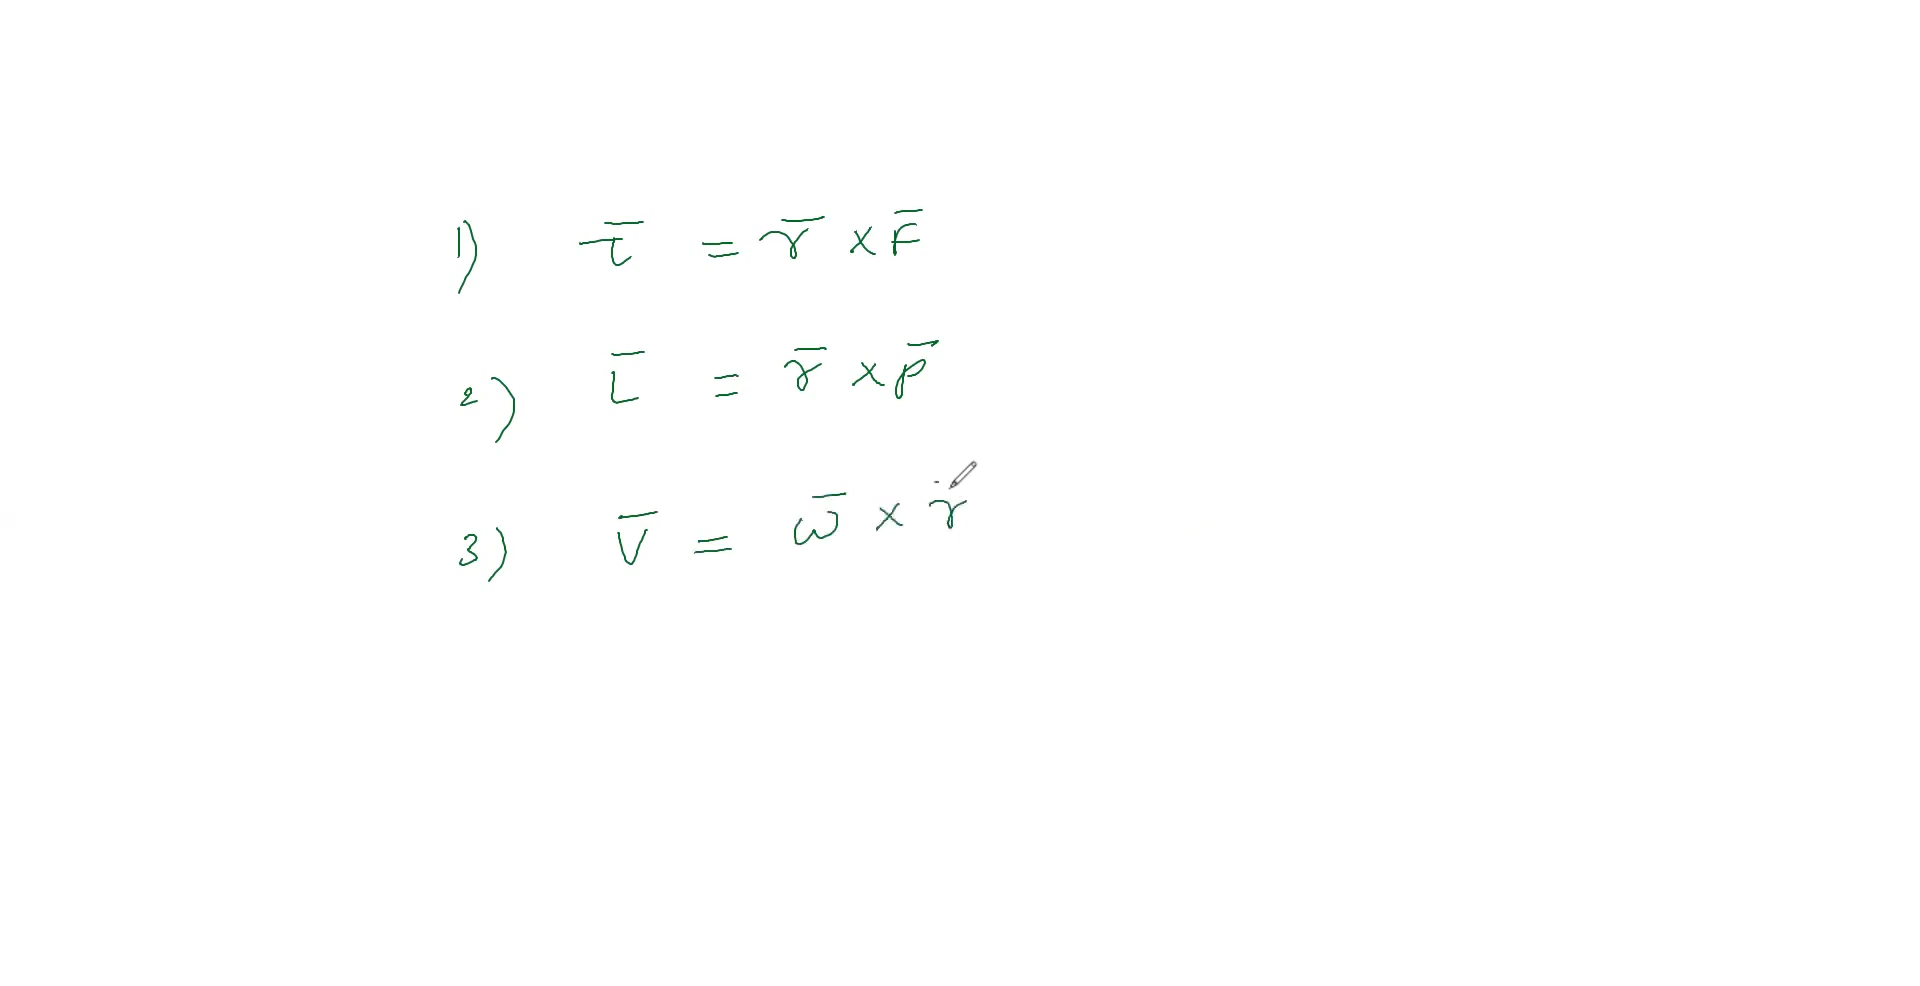 1) τ̅ = r̅ × F̅
2) L̅ = r̅ × p̅
3) V̅ = ω̅ × r